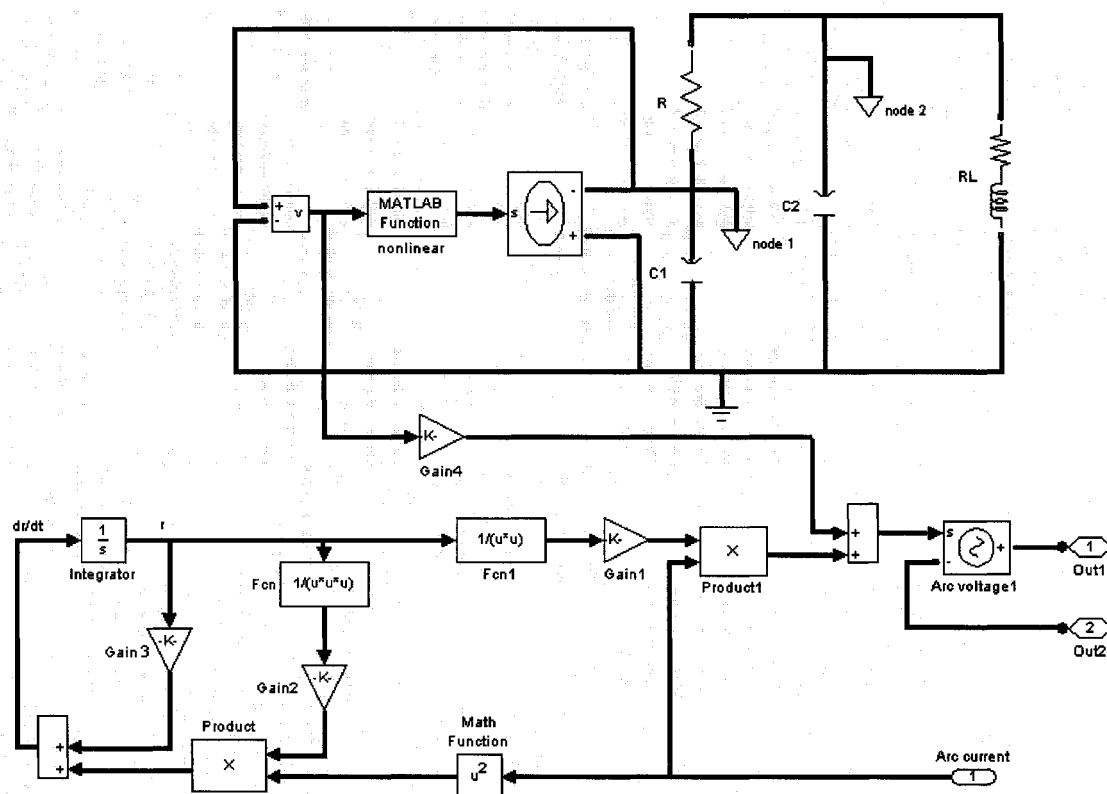 R
node 2
s
-
+
v
+
-
MATLAB
Function
nonlinear
RL
C2
node 1
C1
-K-
Gain4
dr/dt
1
s
r
Integrator
1/(u*u)
Fcn1
K-
Gain1
×
Product1
+
+
s
+
-
1
Out1
Arc voltage1
Fcn
1/(u*u*u)
2
Out2
-K-
Gain 3
-K-
Gain2
Product
×
Math
Function
u²
Arc current
1
+
+